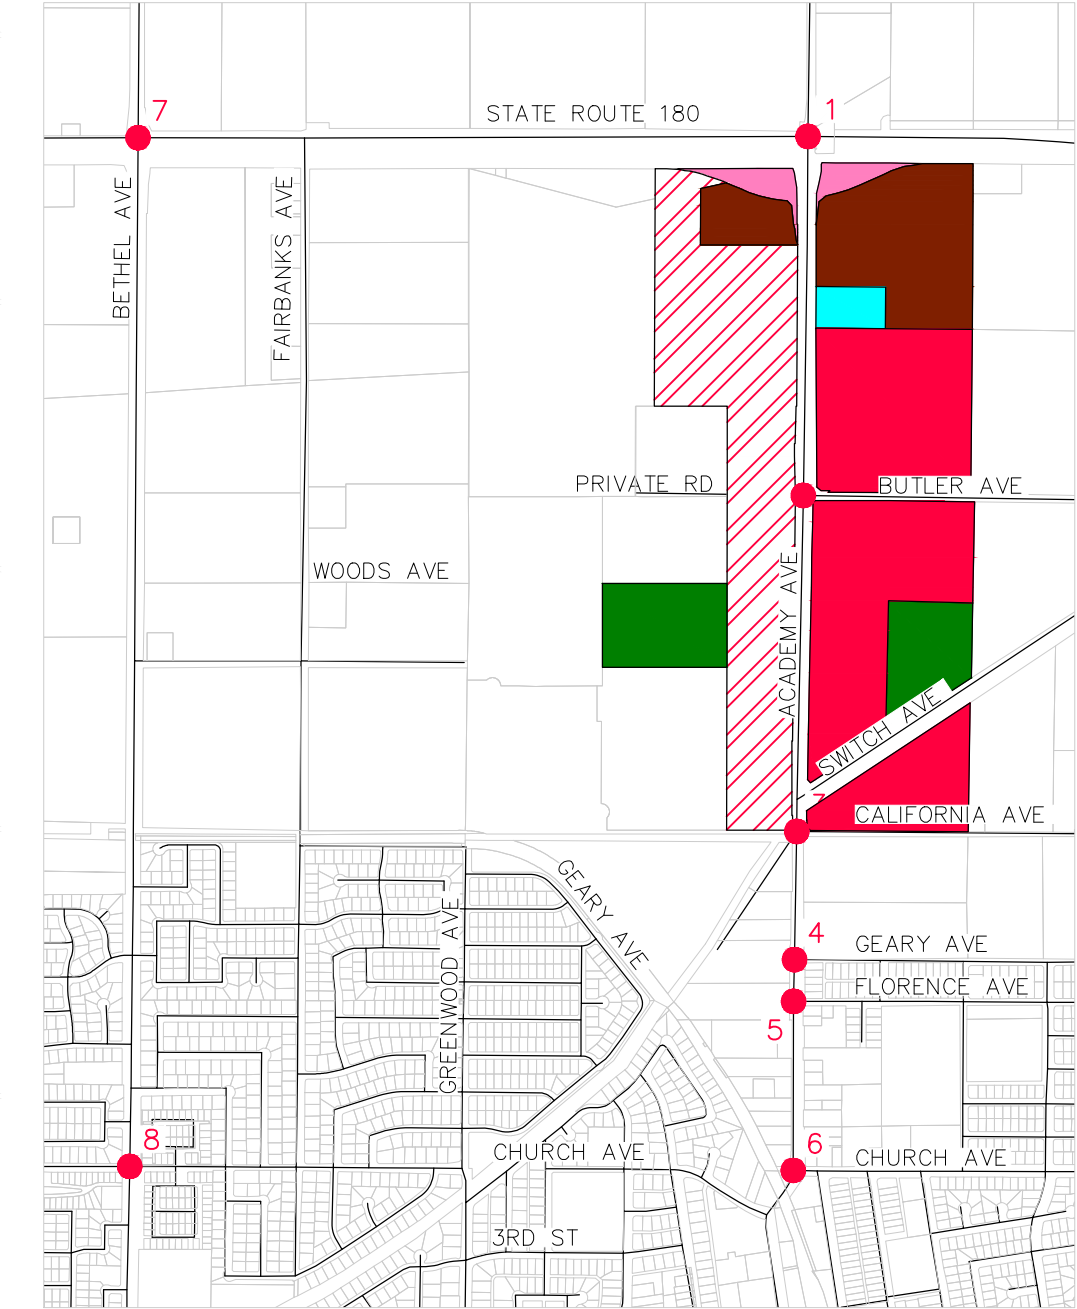 7
1
STATE ROUTE 180
BETHEL AVE
FAIRBANKS AVE
PRIVATE RD
BUTLER AVE
WOODS AVE
ACADEMY AVE
SWITCH AVE
CALIFORNIA AVE
GEARY AVE
GREENWOOD AVE
4
GEARY AVE
FLORENCE AVE
5
8
6
CHURCH AVE
CHURCH AVE
3RD ST